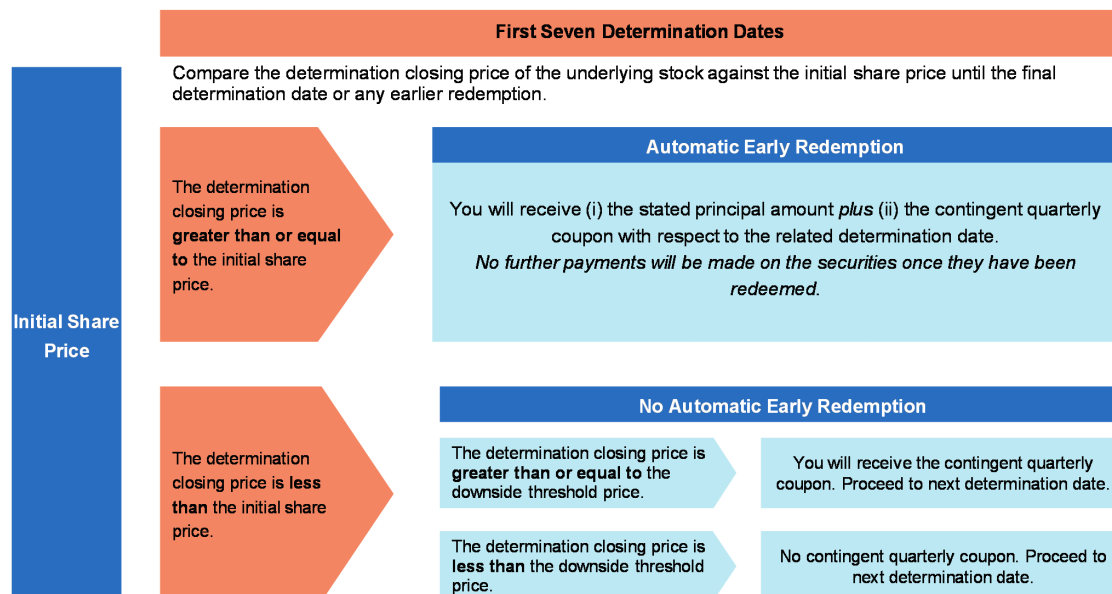 First Seven Determination Dates
Compare the determination closing price of the underlying stock against the initial share price until the final
determination date or any earlier redemption.
Initial Share
Price
The determination
closing price is
greater than or equal
to the initial share
price.
Automatic Early Redemption
You will receive (i) the stated principal amount plus (ii) the contingent quarterly
coupon with respect to the related determination date.
No further payments will be made on the securities once they have been
redeemed.
The determination
closing price is less
than the initial share
price.
No Automatic Early Redemption
The determination closing price is
greater than or equal to the
downside threshold price.
You will receive the contingent quarterly
coupon. Proceed to next determination date.
The determination closing price is
less than the downside threshold
price.
No contingent quarterly coupon. Proceed to
next determination date.